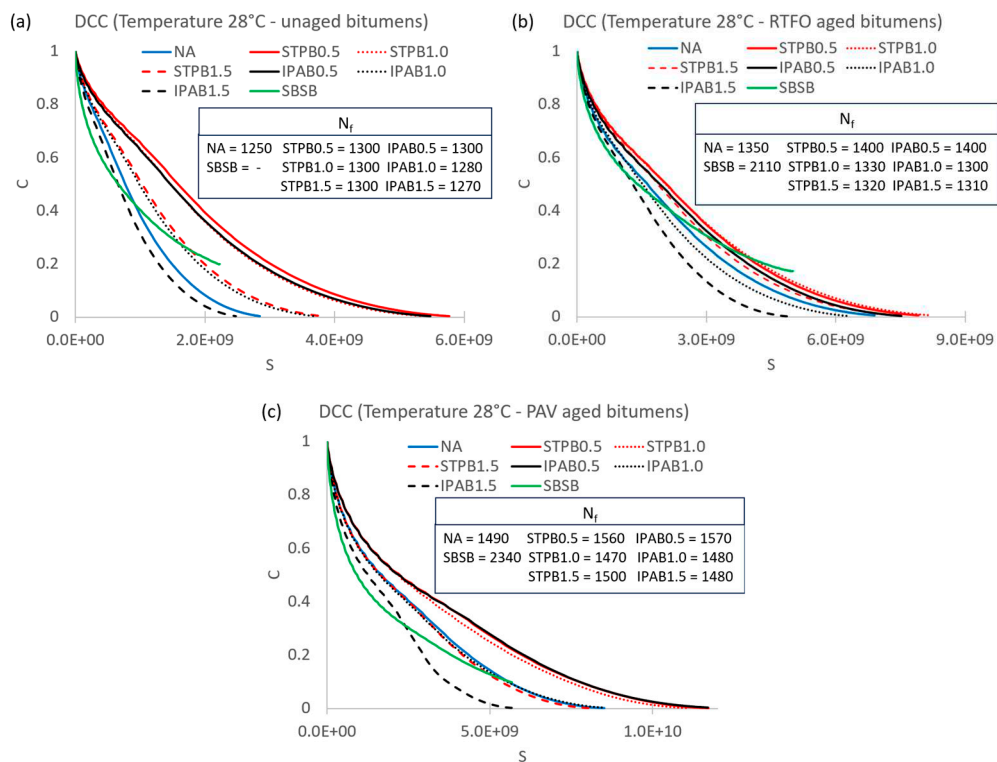 (a) DCC (Temperature 28°C - unaged bitumens)
NA STPB0.5 STPB1.0
STPB1.5 IPAB0.5 IPAB1.0
IPAB1.5 SBSB
N_f
NA = 1250 STPB0.5 = 1300 IPAB0.5 = 1300
SBSB = - STPB1.0 = 1300 IPAB1.0 = 1280
STPB1.5 = 1300 IPAB1.5 = 1270
1
0.8
0.6
0.4
0.2
0
C
0.0E+00 2.0E+09 4.0E+09 6.0E+09
S
(b) DCC (Temperature 28°C - RTFO aged bitumens)
NA STPB0.5 STPB1.0
STPB1.5 IPAB0.5 IPAB1.0
IPAB1.5 SBSB
N_f
NA = 1350 STPB0.5 = 1400 IPAB0.5 = 1400
SBSB = 2110 STPB1.0 = 1330 IPAB1.0 = 1300
STPB1.5 = 1320 IPAB1.5 = 1310
1
0.8
0.6
0.4
0.2
0
C
0.0E+00 3.0E+09 6.0E+09 9.0E+09
S
(c) DCC (Temperature 28°C - PAV aged bitumens)
NA STPB0.5 STPB1.0
STPB1.5 IPAB0.5 IPAB1.0
IPAB1.5 SBSB
N_f
NA = 1490 STPB0.5 = 1560 IPAB0.5 = 1570
SBSB = 2340 STPB1.0 = 1470 IPAB1.0 = 1480
STPB1.5 = 1500 IPAB1.5 = 1480
1
0.8
0.6
0.4
0.2
0
C
0.0E+00 5.0E+09 1.0E+10
S